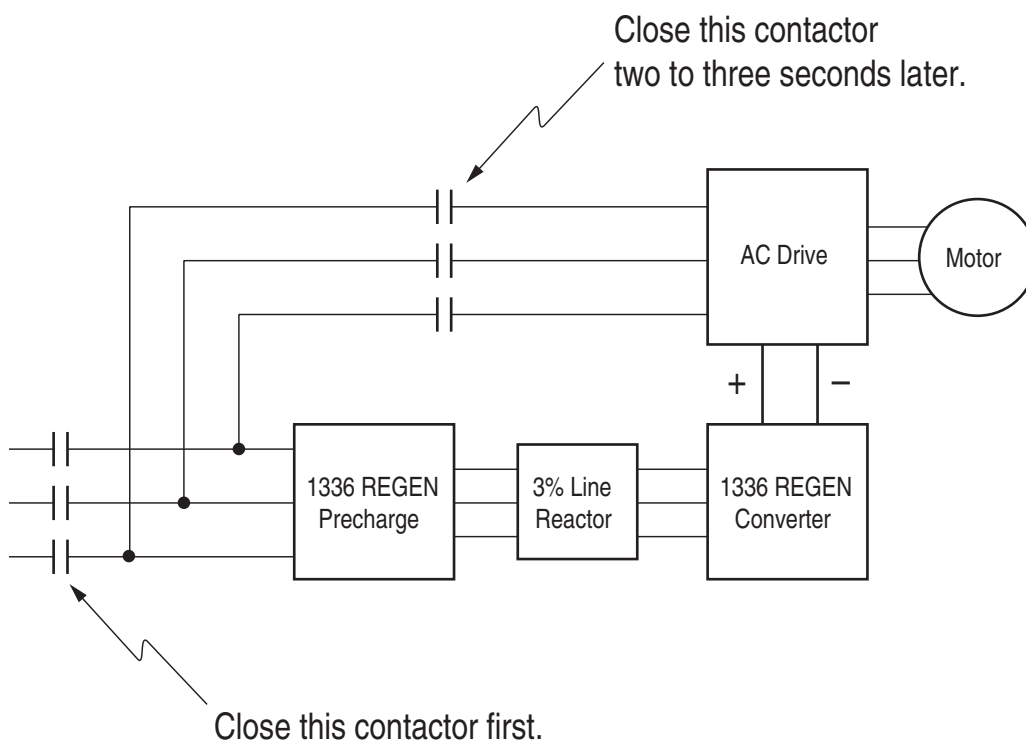 Close this contactor
two to three seconds later.
AC Drive
Motor
+ −
1336 REGEN
Precharge
3% Line
Reactor
1336 REGEN
Converter
Close this contactor first.